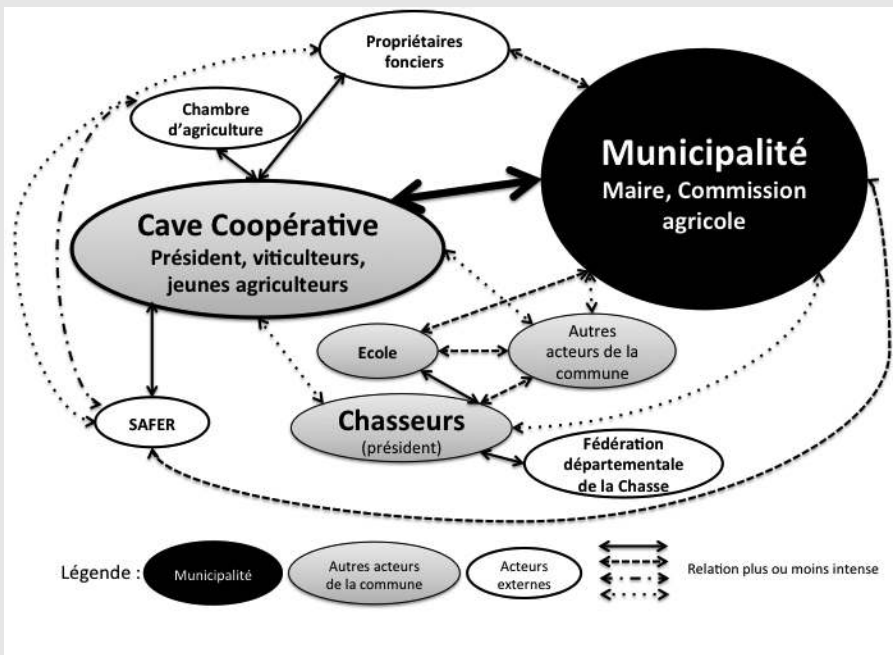 Propriétaires
fonciers
Chambre
d'agriculture
Municipalité
Maire, Commission
agricole
Cave Coopérative
Président, viticulteurs,
jeunes agriculteurs
Ecole
Autres
acteurs de la
commune
Chasseurs
(président)
SAFER
Fédération
départementale
de la Chasse
Légende :
Municipalité
Autres acteurs
de la commune
Acteurs
externes
Relation plus ou moins intense